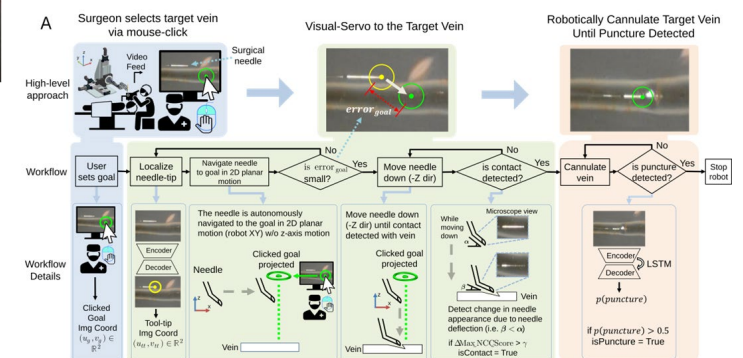 A
Surgeon selects target vein
via mouse-click
Visual-Servo to the Target Vein
Robotically Cannulate Target Vein
Until Puncture Detected
High-level
approach
Video
Feed
Surgical
needle
error_goal
Workflow
User
sets goal
Localize
needle-tip
Navigate needle
to goal in 2D planar
motion
is error_goal
small?
No
Yes
Move needle
down (-Z dir)
is contact
detected?
No
Yes
Cannulate
vein
is puncture
detected?
No
Yes
Stop
robot
Workflow
Details
Clicked
Goal
Img Coord
(u_g, v_g) ∈
ℝ²
Encoder
Decoder
Tool-tip
Img Coord
(u_tt, v_tt) ∈ ℝ²
The needle is autonomously
navigated to the goal in 2D planar
motion (robot XY) w/o z-axis motion
Needle
Clicked goal
projected
z
x
Vein
Move needle down
(-Z dir) until contact
detected with vein
Clicked goal
projected
z
x
Vein
While
moving
down
Microscope view
α
β
Vein
Detect change in needle
appearance due to needle
deflection (i.e. β < α)
if ΔMaxNCCScore > γ
isContact = True
Encoder
Decoder
LSTM
p(puncture)
if p(puncture) > 0.5
isPuncture = True